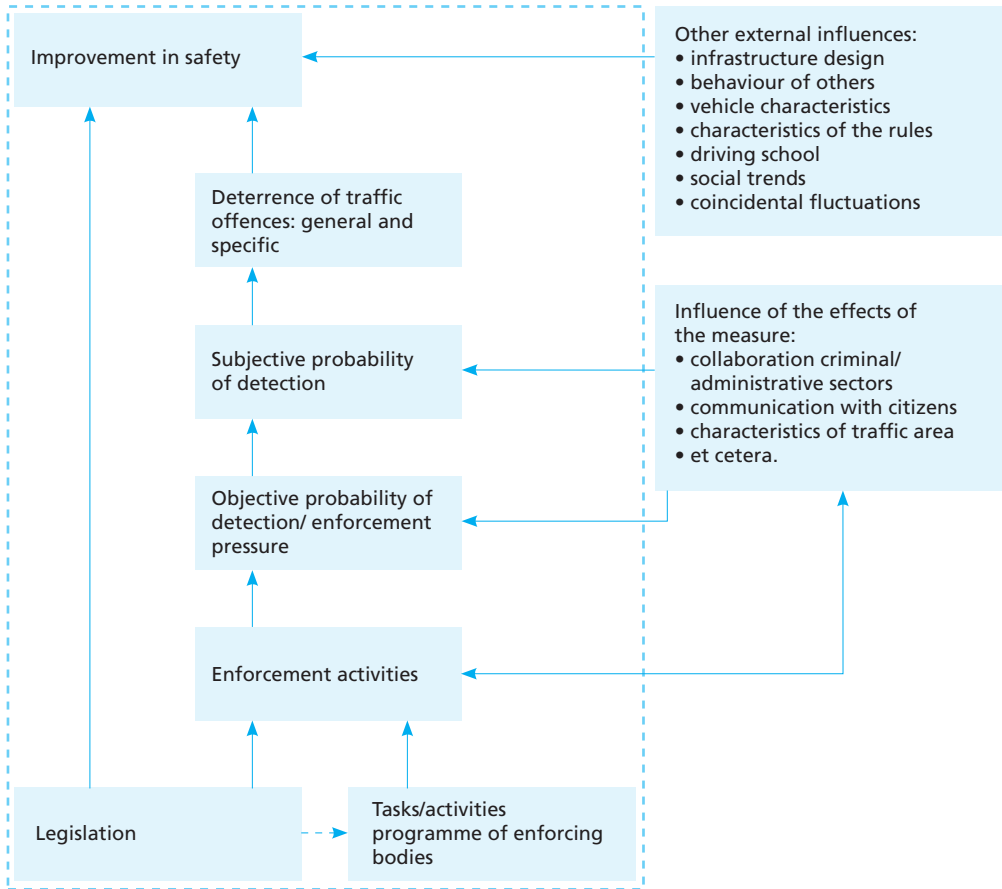 Improvement in safety
Other external influences:
• infrastructure design
• behaviour of others
• vehicle characteristics
• characteristics of the rules
• driving school
• social trends
• coincidental fluctuations
Deterrence of traffic
offences: general and
specific
Influence of the effects of
the measure:
• collaboration criminal/
administrative sectors
• communication with citizens
• characteristics of traffic area
• et cetera.
Subjective probability
of detection
Objective probability of
detection/ enforcement
pressure
Enforcement activities
Legislation
Tasks/activities
programme of enforcing
bodies